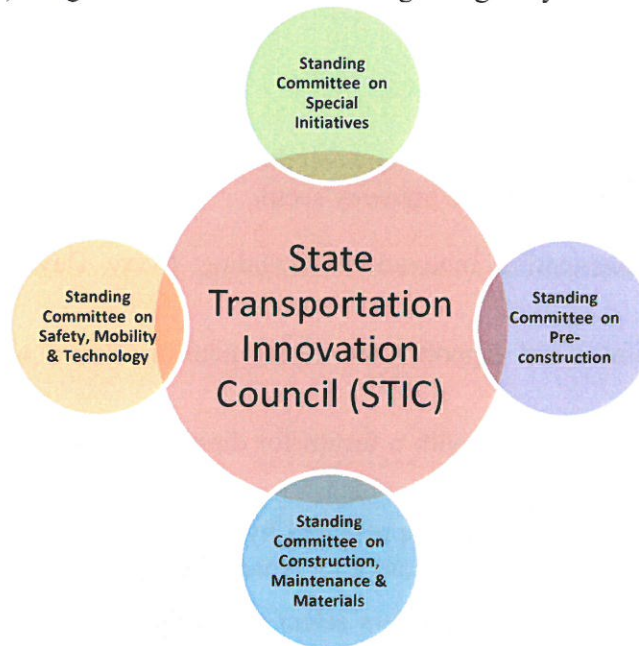 Standing
Committee on
Special
Initiatives
State
Transportation
Innovation
Council (STIC)
Standing
Committee on
Safety, Mobility
& Technology
Standing
Committee on
Pre-
construction
Standing
Committee on
Construction,
Maintenance &
Materials